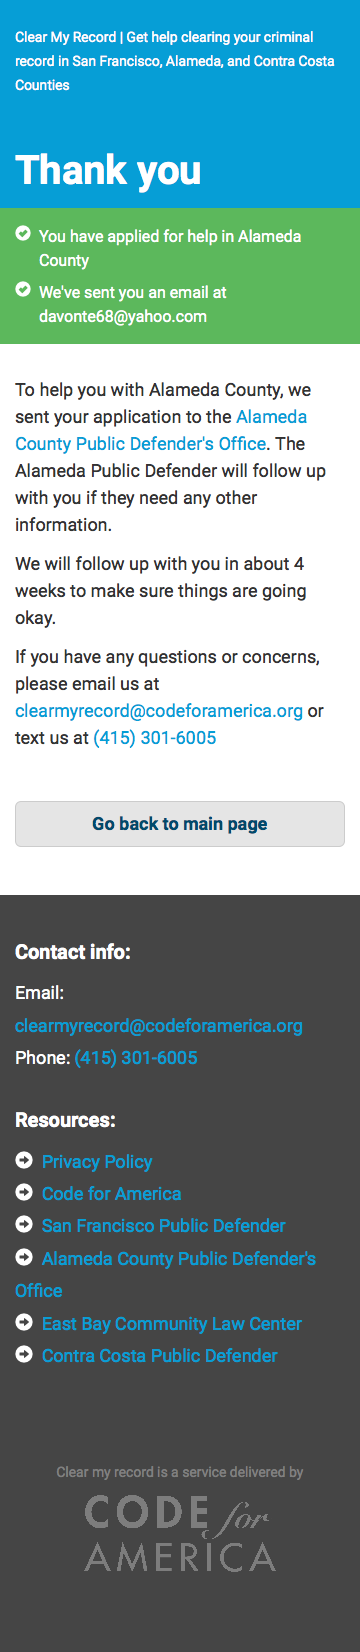 Clear My Record | Get help clearing your criminal
record in San Francisco, Alameda, and Contra Costa
Counties
Thank you
You have applied for help in Alameda
County
We've sent you an email at
davonte68@yahoo.com
To help you with Alameda County, we
sent your application to the Alameda
County Public Defender's Office. The
Alameda Public Defender will follow up
with you if they need any other
information.
We will follow up with you in about 4
weeks to make sure things are going
okay.
If you have any questions or concerns,
please email us at
clearmyrecord@codeforamerica.org or
text us at (415) 301-6005
Go back to main page
Contact info:
Email:
clearmyrecord@codeforamerica.org
Phone: (415) 301-6005
Resources:
Privacy Policy
Code for America
San Francisco Public Defender
Alameda County Public Defender's
Office
East Bay Community Law Center
Contra Costa Public Defender
Clear my record is a service delivered by
CODE for
AMERICA